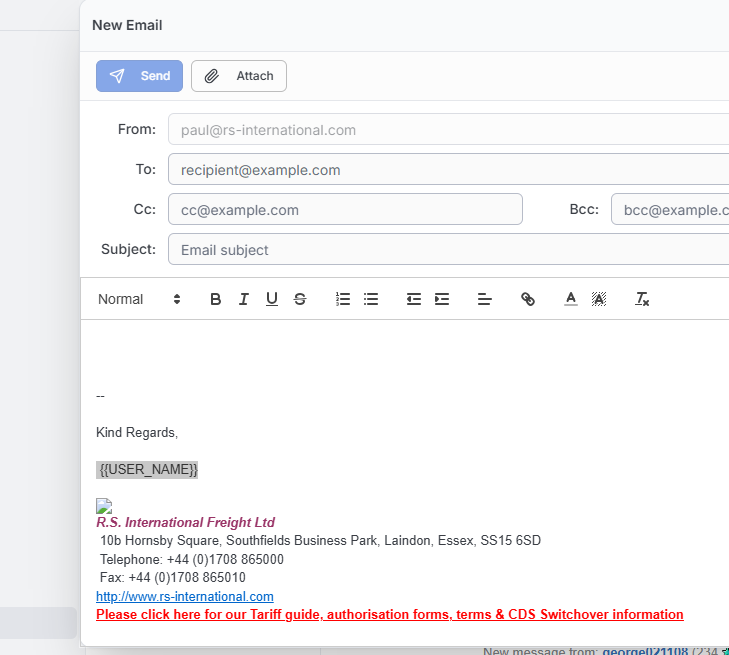 New Email
Send
Attach
From:
paul@rs-international.com
To:
recipient@example.com
Cc:
cc@example.com
Bcc:
bcc@example.c
Subject:
Email subject
Normal
B I U S A A Tx
--
Kind Regards,
{{USER_NAME}}
R.S. International Freight Ltd
10b Hornsby Square, Southfields Business Park, Laindon, Essex, SS15 6SD
Telephone: +44 (0)1708 865000
Fax: +44 (0)1708 865010
http://www.rs-international.com
Please click here for our Tariff guide, authorisation forms, terms & CDS Switchover information
New message from: george021108 (234